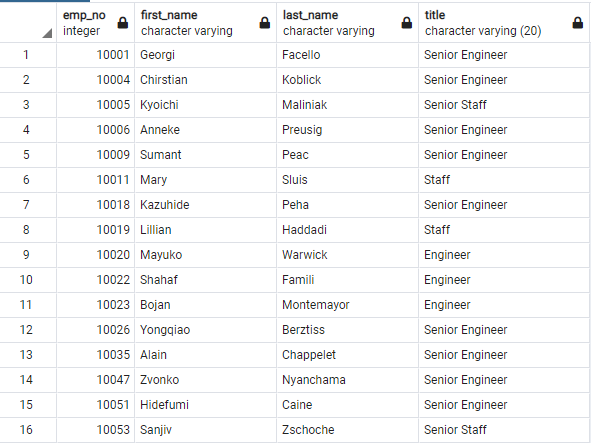 emp_no first_name last_name title
integer character varying character varying character varying (20)
1 10001 Georgi Facello Senior Engineer
2 10004 Chirstian Koblick Senior Engineer
3 10005 Kyoichi Maliniak Senior Staff
4 10006 Anneke Preusig Senior Engineer
5 10009 Sumant Peac Senior Engineer
6 10011 Mary Sluis Staff
7 10018 Kazuhide Peha Senior Engineer
8 10019 Lillian Haddadi Staff
9 10020 Mayuko Warwick Engineer
10 10022 Shahaf Famili Engineer
11 10023 Bojan Montemayor Engineer
12 10026 Yongqiao Berztiss Senior Engineer
13 10035 Alain Chappelet Senior Engineer
14 10047 Zvonko Nyanchama Senior Engineer
15 10051 Hidefumi Caine Senior Engineer
16 10053 Sanjiv Zschoche Senior Staff